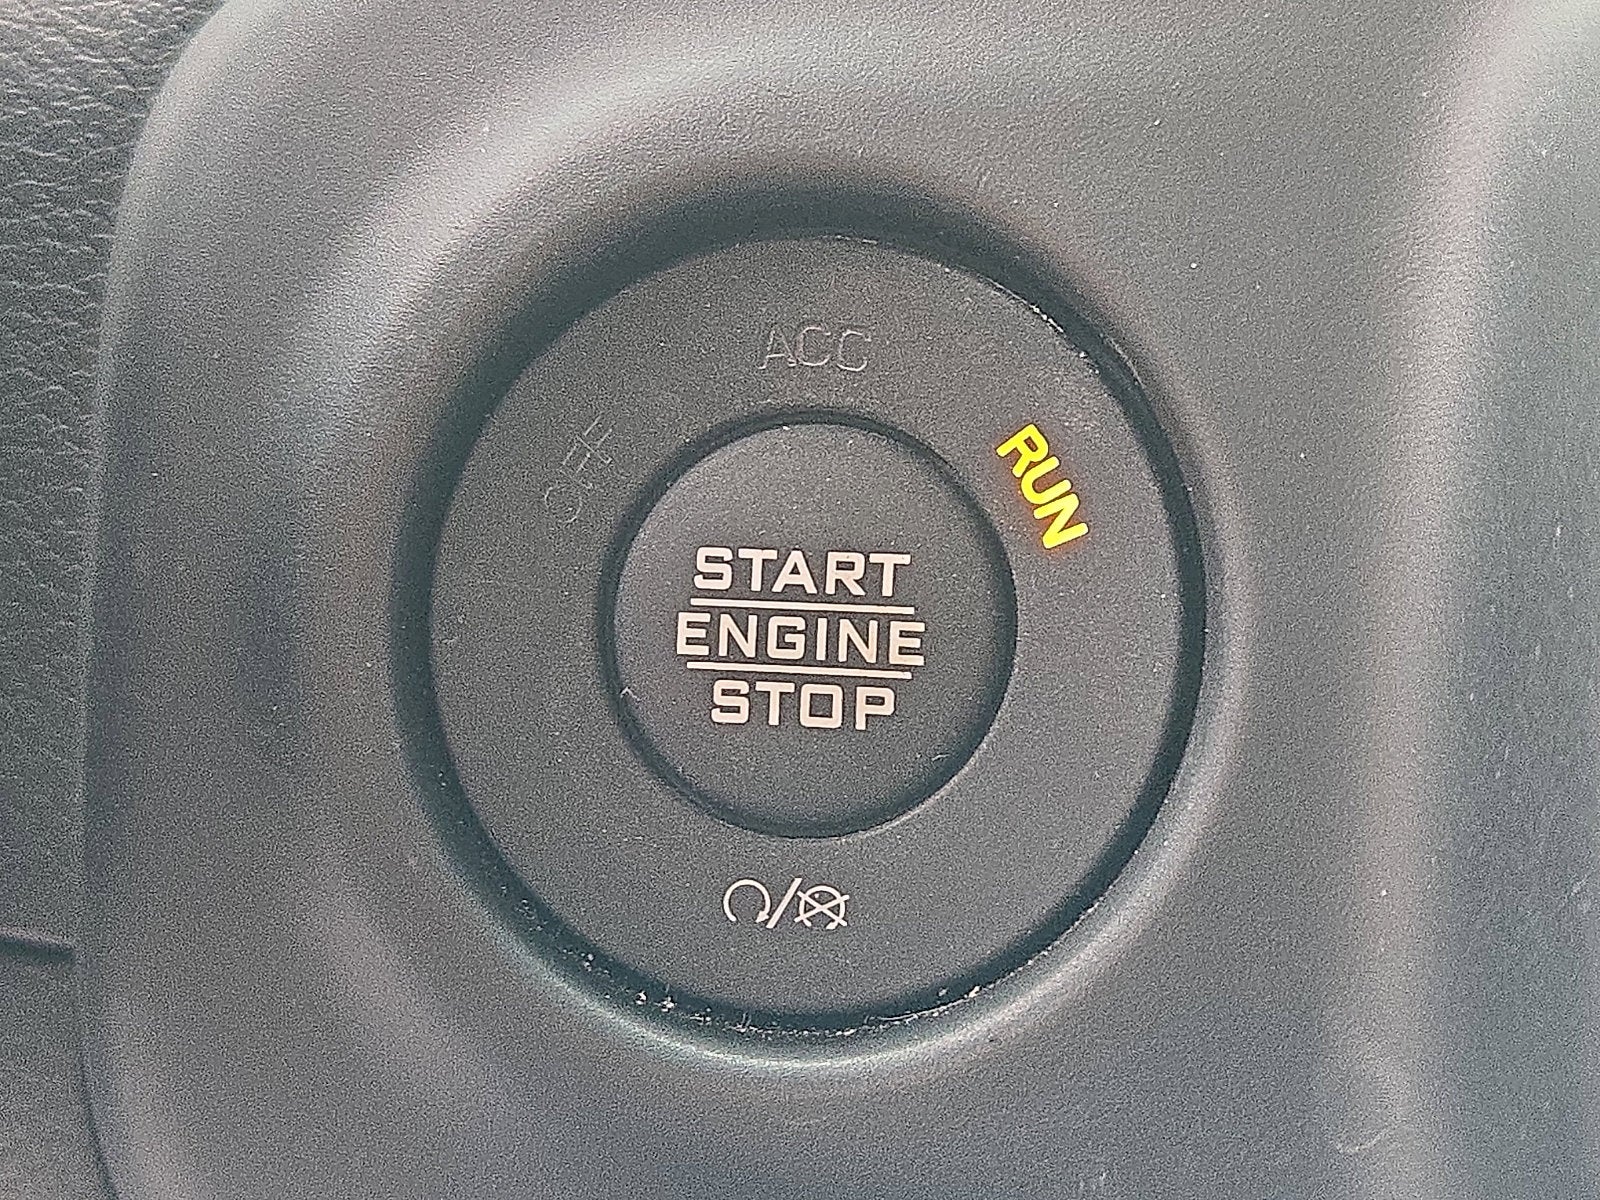 ACC
OFF
RUN
START
ENGINE
STOP